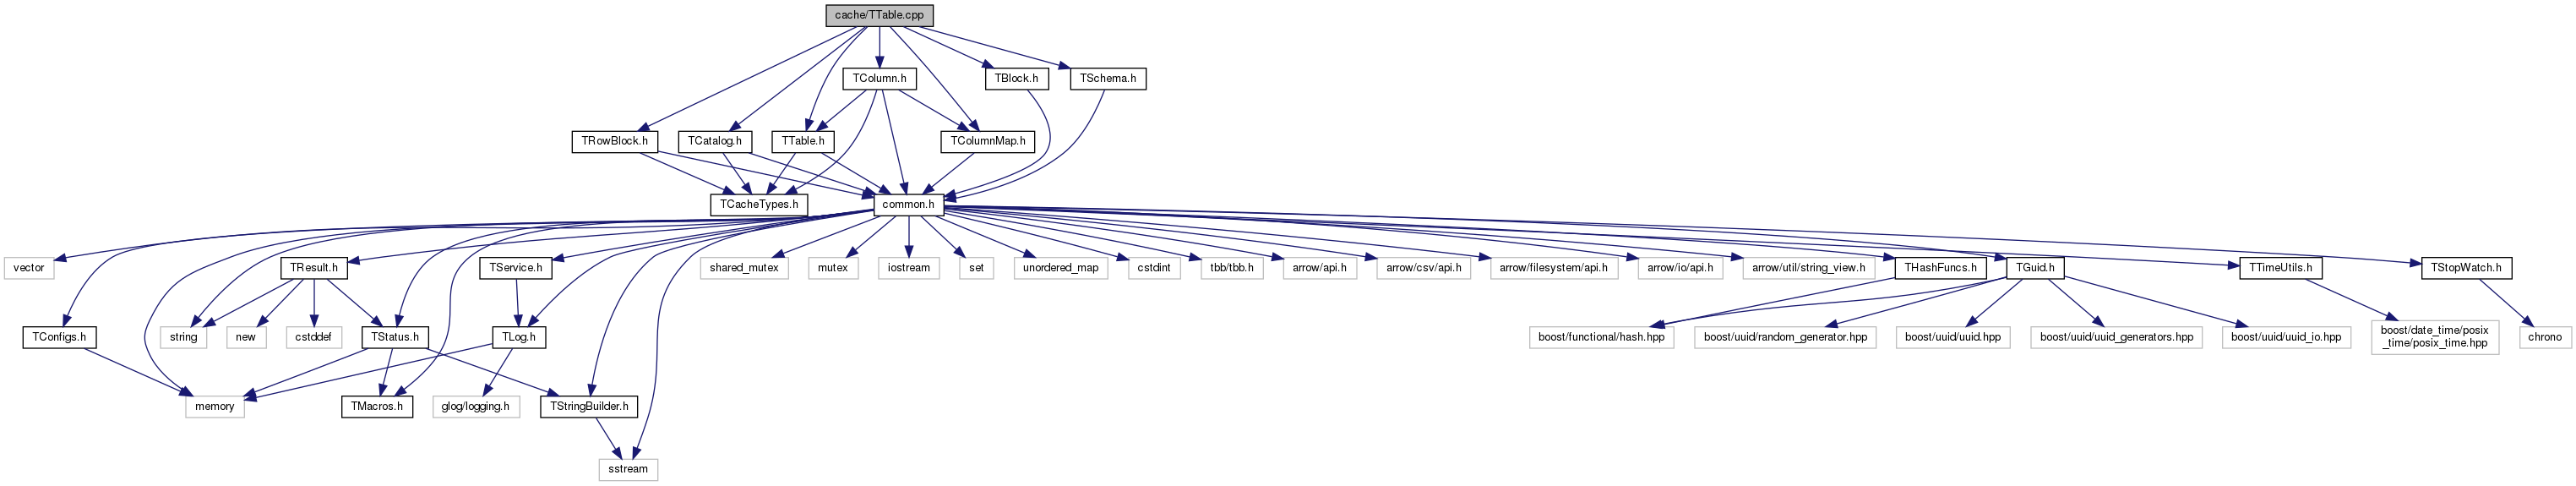 cache/TTable.cpp
TColumn.h
TBlock.h
TSchema.h
TRowBlock.h
TCatalog.h
TTable.h
TColumnMap.h
TCacheTypes.h
common.h
vector
TResult.h
TService.h
shared_mutex
mutex
iostream
set
unordered_map
cstdint
tbb/tbb.h
arrow/api.h
arrow/csv/api.h
arrow/filesystem/api.h
arrow/io/api.h
arrow/util/string_view.h
THashFuncs.h
TGuid.h
TTimeUtils.h
TStopWatch.h
TConfigs.h
string
new
cstddef
TStatus.h
TLog.h
boost/functional/hash.hpp
boost/uuid/random_generator.hpp
boost/uuid/uuid.hpp
boost/uuid/uuid_generators.hpp
boost/uuid/uuid_io.hpp
boost/date_time/posix
_time/posix_time.hpp
chrono
memory
TMacros.h
glog/logging.h
TStringBuilder.h
sstream